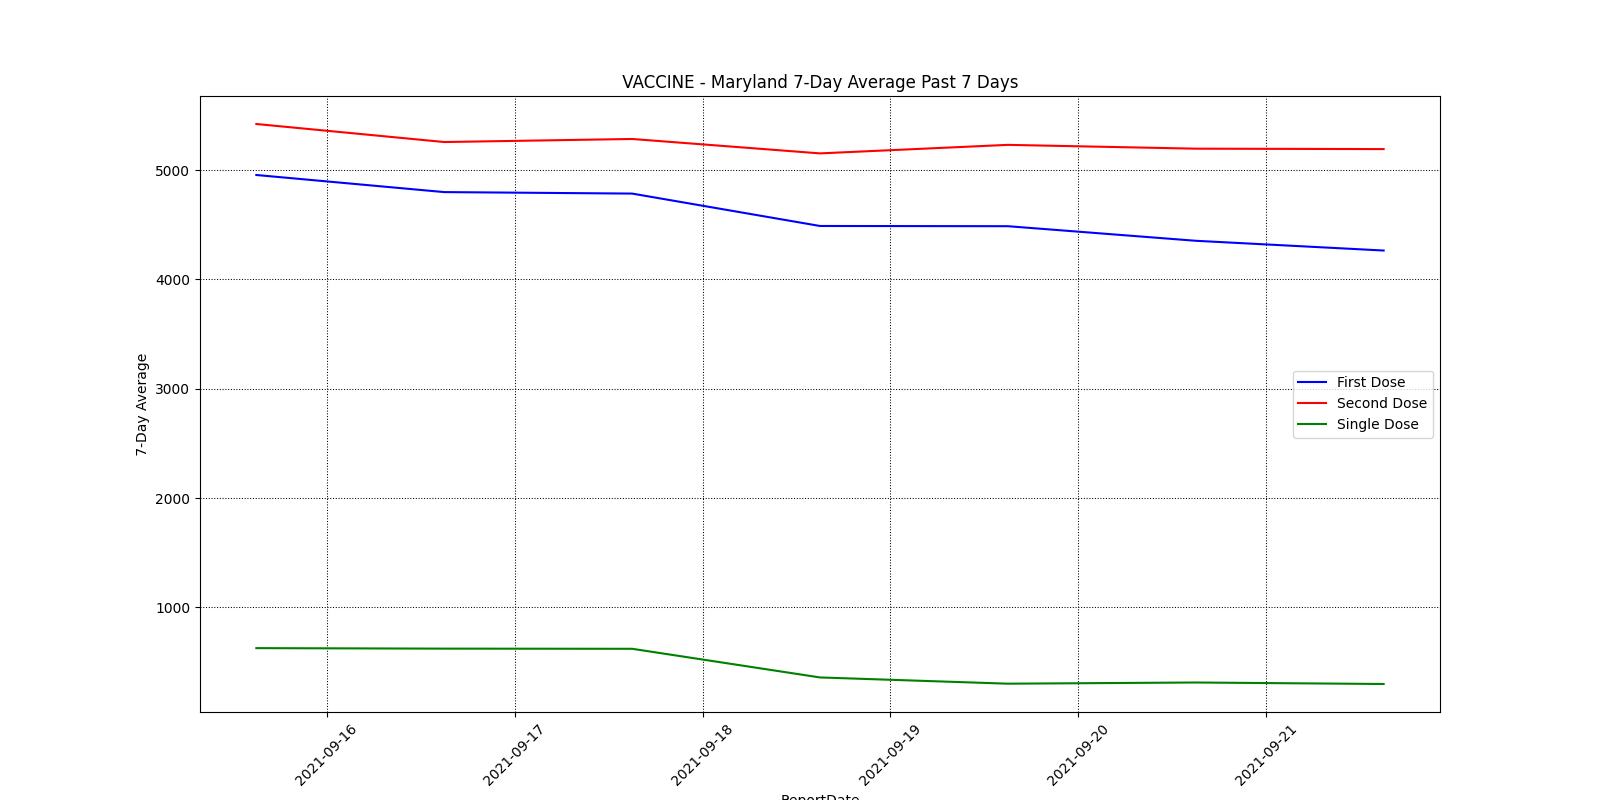 VACCINE - Maryland 7-Day Average Past 7 Days
5000
4000
3000
2000
1000
7-Day Average
First Dose
Second Dose
Single Dose
2021-09-16
2021-09-17
2021-09-18
2021-09-19
2021-09-20
2021-09-21
ReportDate